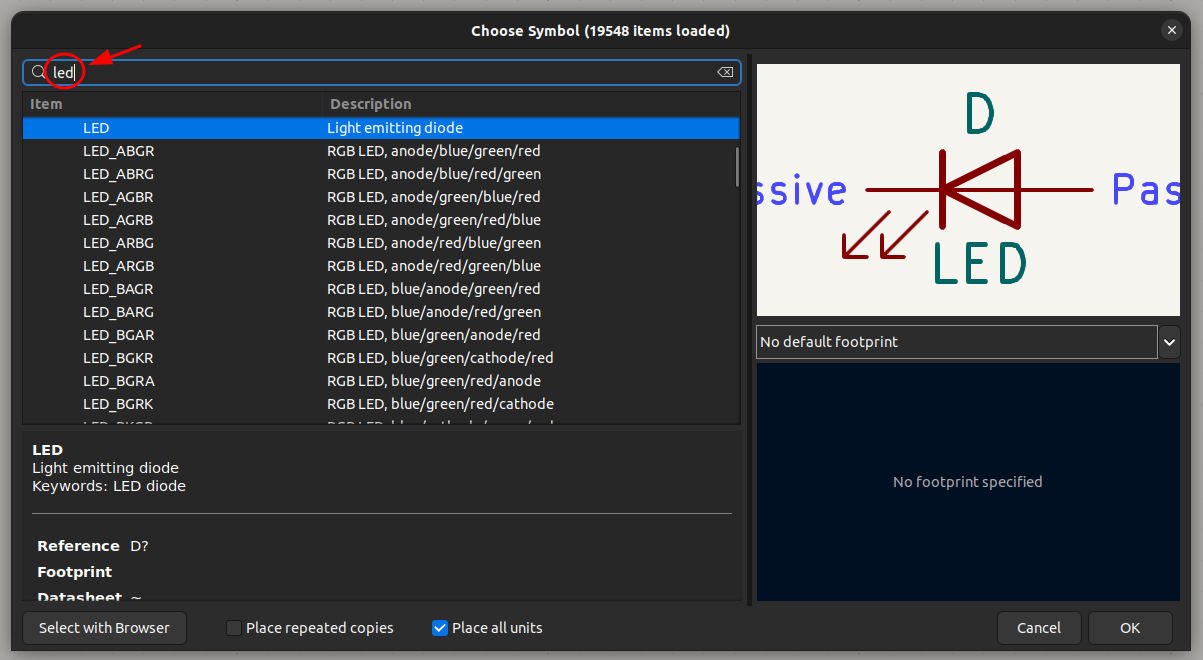 Choose Symbol (19548 items loaded)
led
Item Description
LED Light emitting diode
LED_ABGR RGB LED, anode/blue/green/red
LED_ABRG RGB LED, anode/blue/red/green
LED_AGBR RGB LED, anode/green/blue/red
LED_AGRB RGB LED, anode/green/red/blue
LED_ARBG RGB LED, anode/red/blue/green
LED_ARGB RGB LED, anode/red/green/blue
LED_BAGR RGB LED, blue/anode/green/red
LED_BARG RGB LED, blue/anode/red/green
LED_BGAR RGB LED, blue/green/anode/red
LED_BGKR RGB LED, blue/green/cathode/red
LED_BGRA RGB LED, blue/green/red/anode
LED_BGRK RGB LED, blue/green/red/cathode
LED
Light emitting diode
Keywords: LED diode
Reference D?
Footprint
Datasheet ~
D
ssive Pas
LED
No default footprint
No footprint specified
Select with Browser Place repeated copies Place all units Cancel OK